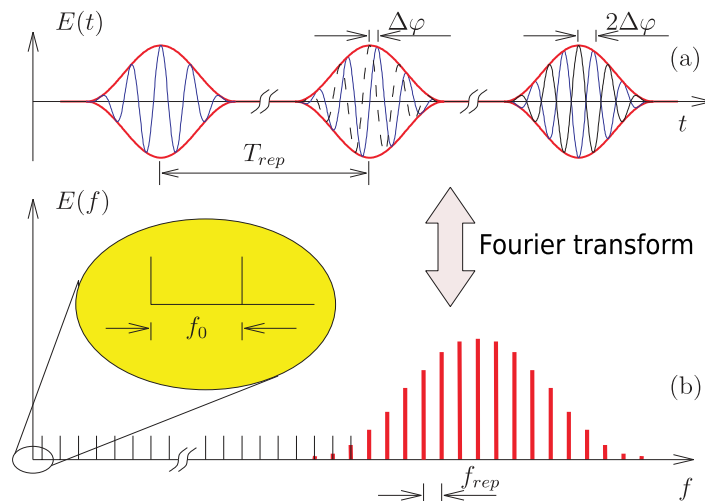 E(t)
Δφ
2Δφ
(a)
t
T_rep
E(f)
Fourier transform
f_0
(b)
f_rep
f